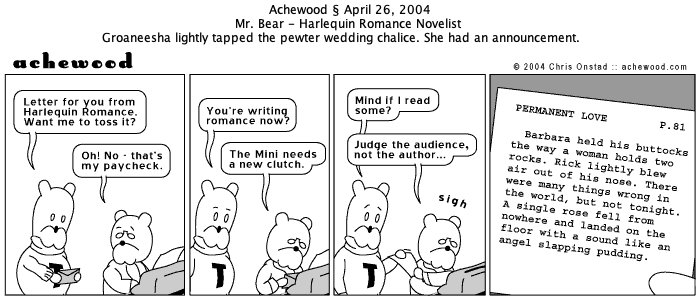 Achewood § April 26, 2004
Mr. Bear - Harlequin Romance Novelist
Groaneesha lightly tapped the pewter wedding chalice. She had an announcement.
achewood
© 2004 Chris Onstad :: achewood.com
Letter for you from
Harlequin Romance.
Want me to toss it?
Oh! No - that's
my paycheck.
T
You're writing
romance now?
The Mini needs
a new clutch.
T
Mind if I read
some?
Judge the audience,
not the author...
sigh
T
PERMANENT LOVE
P.81
Barbara held his buttocks
the way a woman holds two
rocks. Rick lightly blew
air out of his nose. There
were many things wrong in
the world, but not tonight.
A single rose fell from
nowhere and landed on the
floor with a sound like an
angel slapping pudding.